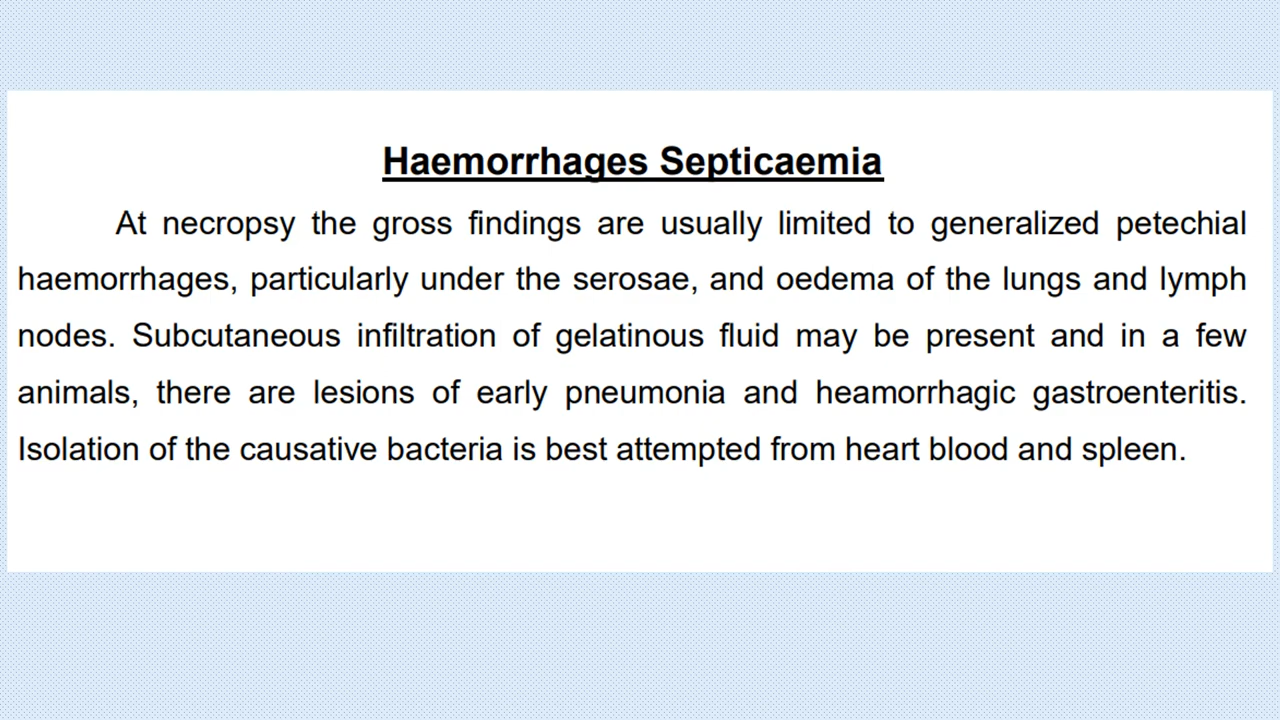 Haemorrhages Septicaemia
At necropsy the gross findings are usually limited to generalized petechial
haemorrhages, particularly under the serosae, and oedema of the lungs and lymph
nodes. Subcutaneous infiltration of gelatinous fluid may be present and in a few
animals, there are lesions of early pneumonia and heamorrhagic gastroenteritis.
Isolation of the causative bacteria is best attempted from heart blood and spleen.